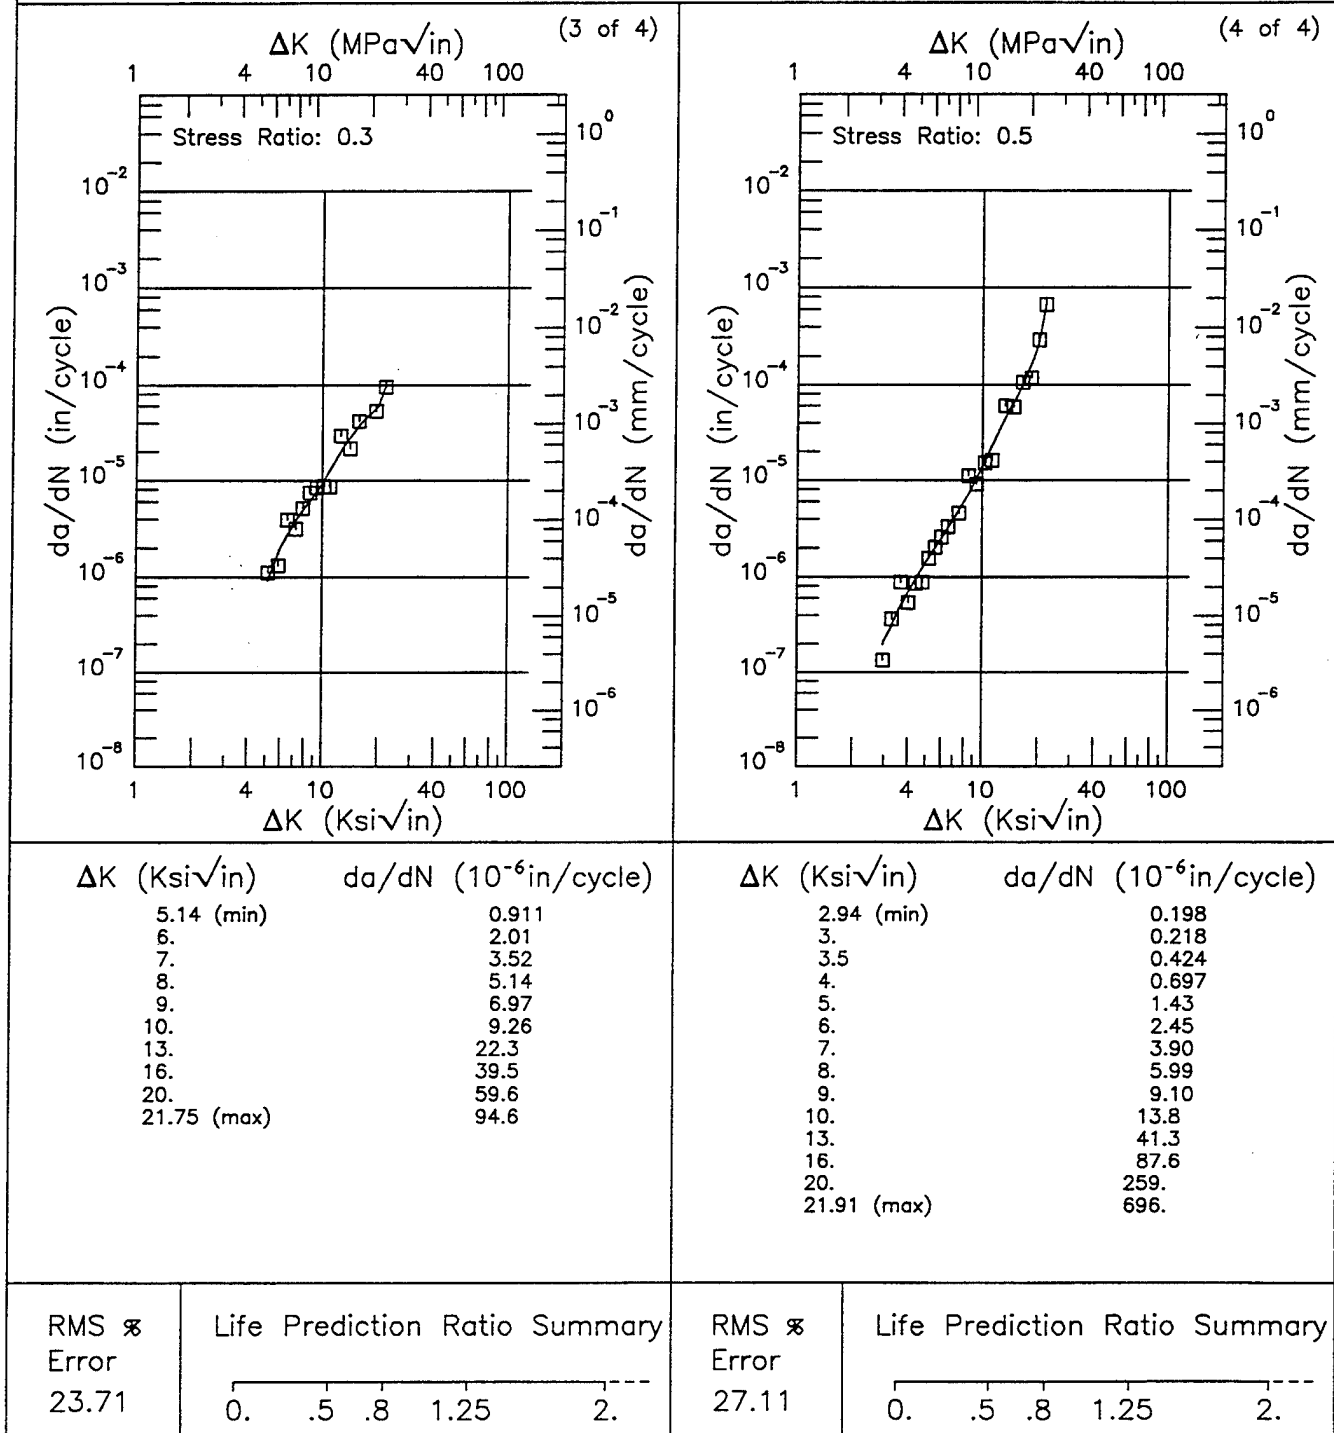 (3 of 4)
ΔK (MPa√in)
1 4 10 40 100
Stress Ratio: 0.3
da/dN (in/cycle)
10⁻²
10⁻³
10⁻⁴
10⁻⁵
10⁻⁶
10⁻⁷
10⁻⁸
10⁰
10⁻¹
10⁻²
10⁻³
10⁻⁴
10⁻⁵
10⁻⁶
da/dN (mm/cycle)
1 4 10 40 100
ΔK (Ksi√in)
(4 of 4)
ΔK (MPa√in)
1 4 10 40 100
Stress Ratio: 0.5
da/dN (in/cycle)
10⁻²
10⁻³
10⁻⁴
10⁻⁵
10⁻⁶
10⁻⁷
10⁻⁸
10⁰
10⁻¹
10⁻²
10⁻³
10⁻⁴
10⁻⁵
10⁻⁶
da/dN (mm/cycle)
1 4 10 40 100
ΔK (Ksi√in)
ΔK (Ksi√in) da/dN (10⁻⁶in/cycle)
5.14 (min) 0.911
6. 2.01
7. 3.52
8. 5.14
9. 6.97
10. 9.26
13. 22.3
16. 39.5
20. 59.6
21.75 (max) 94.6
ΔK (Ksi√in) da/dN (10⁻⁶in/cycle)
2.94 (min) 0.198
3. 0.218
3.5 0.424
4. 0.697
5. 1.43
6. 2.45
7. 3.90
8. 5.99
9. 9.10
10. 13.8
13. 41.3
16. 87.6
20. 259.
21.91 (max) 696.
RMS %
Error
23.71
Life Prediction Ratio Summary
0. .5 .8 1.25 2.
RMS %
Error
27.11
Life Prediction Ratio Summary
0. .5 .8 1.25 2.